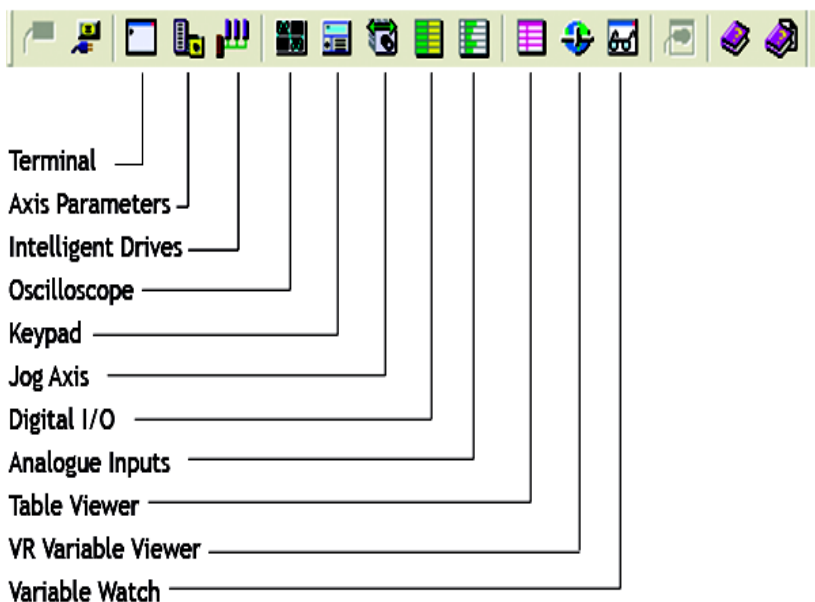 Terminal
Axis Parameters
Intelligent Drives
Oscilloscope
Keypad
Jog Axis
Digital I/O
Analogue Inputs
Table Viewer
VR Variable Viewer
Variable Watch